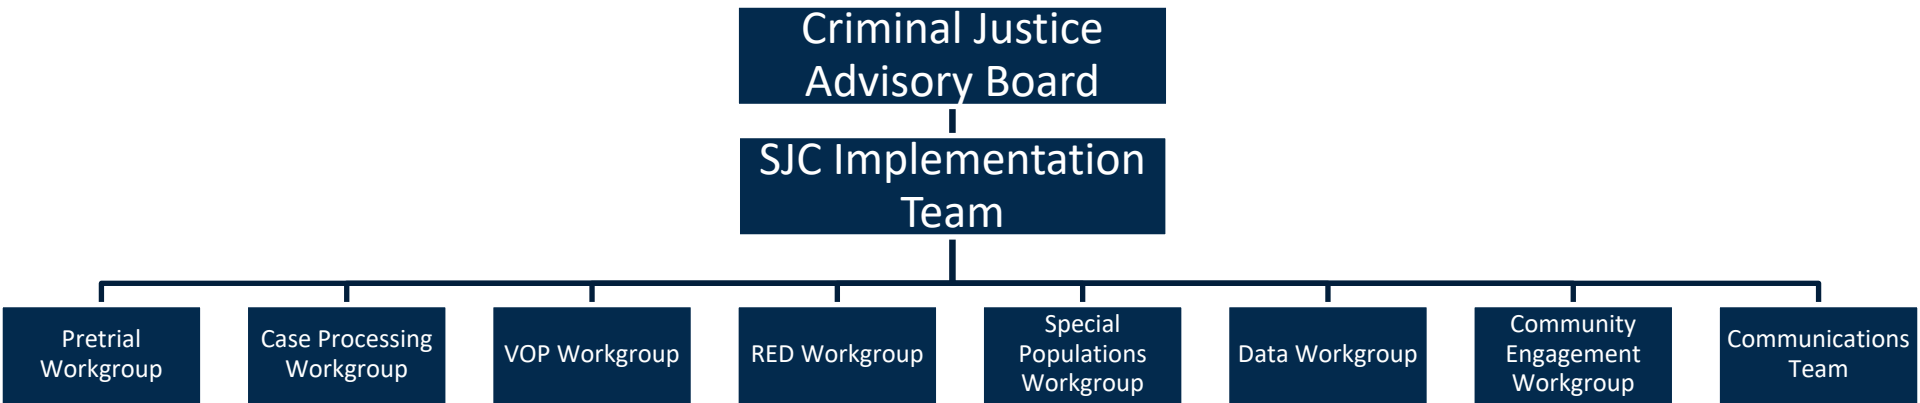 Criminal Justice
Advisory Board
SJC Implementation
Team
Pretrial
Workgroup
Case Processing
Workgroup
VOP Workgroup
RED Workgroup
Special
Populations
Workgroup
Data Workgroup
Community
Engagement
Workgroup
Communications
Team